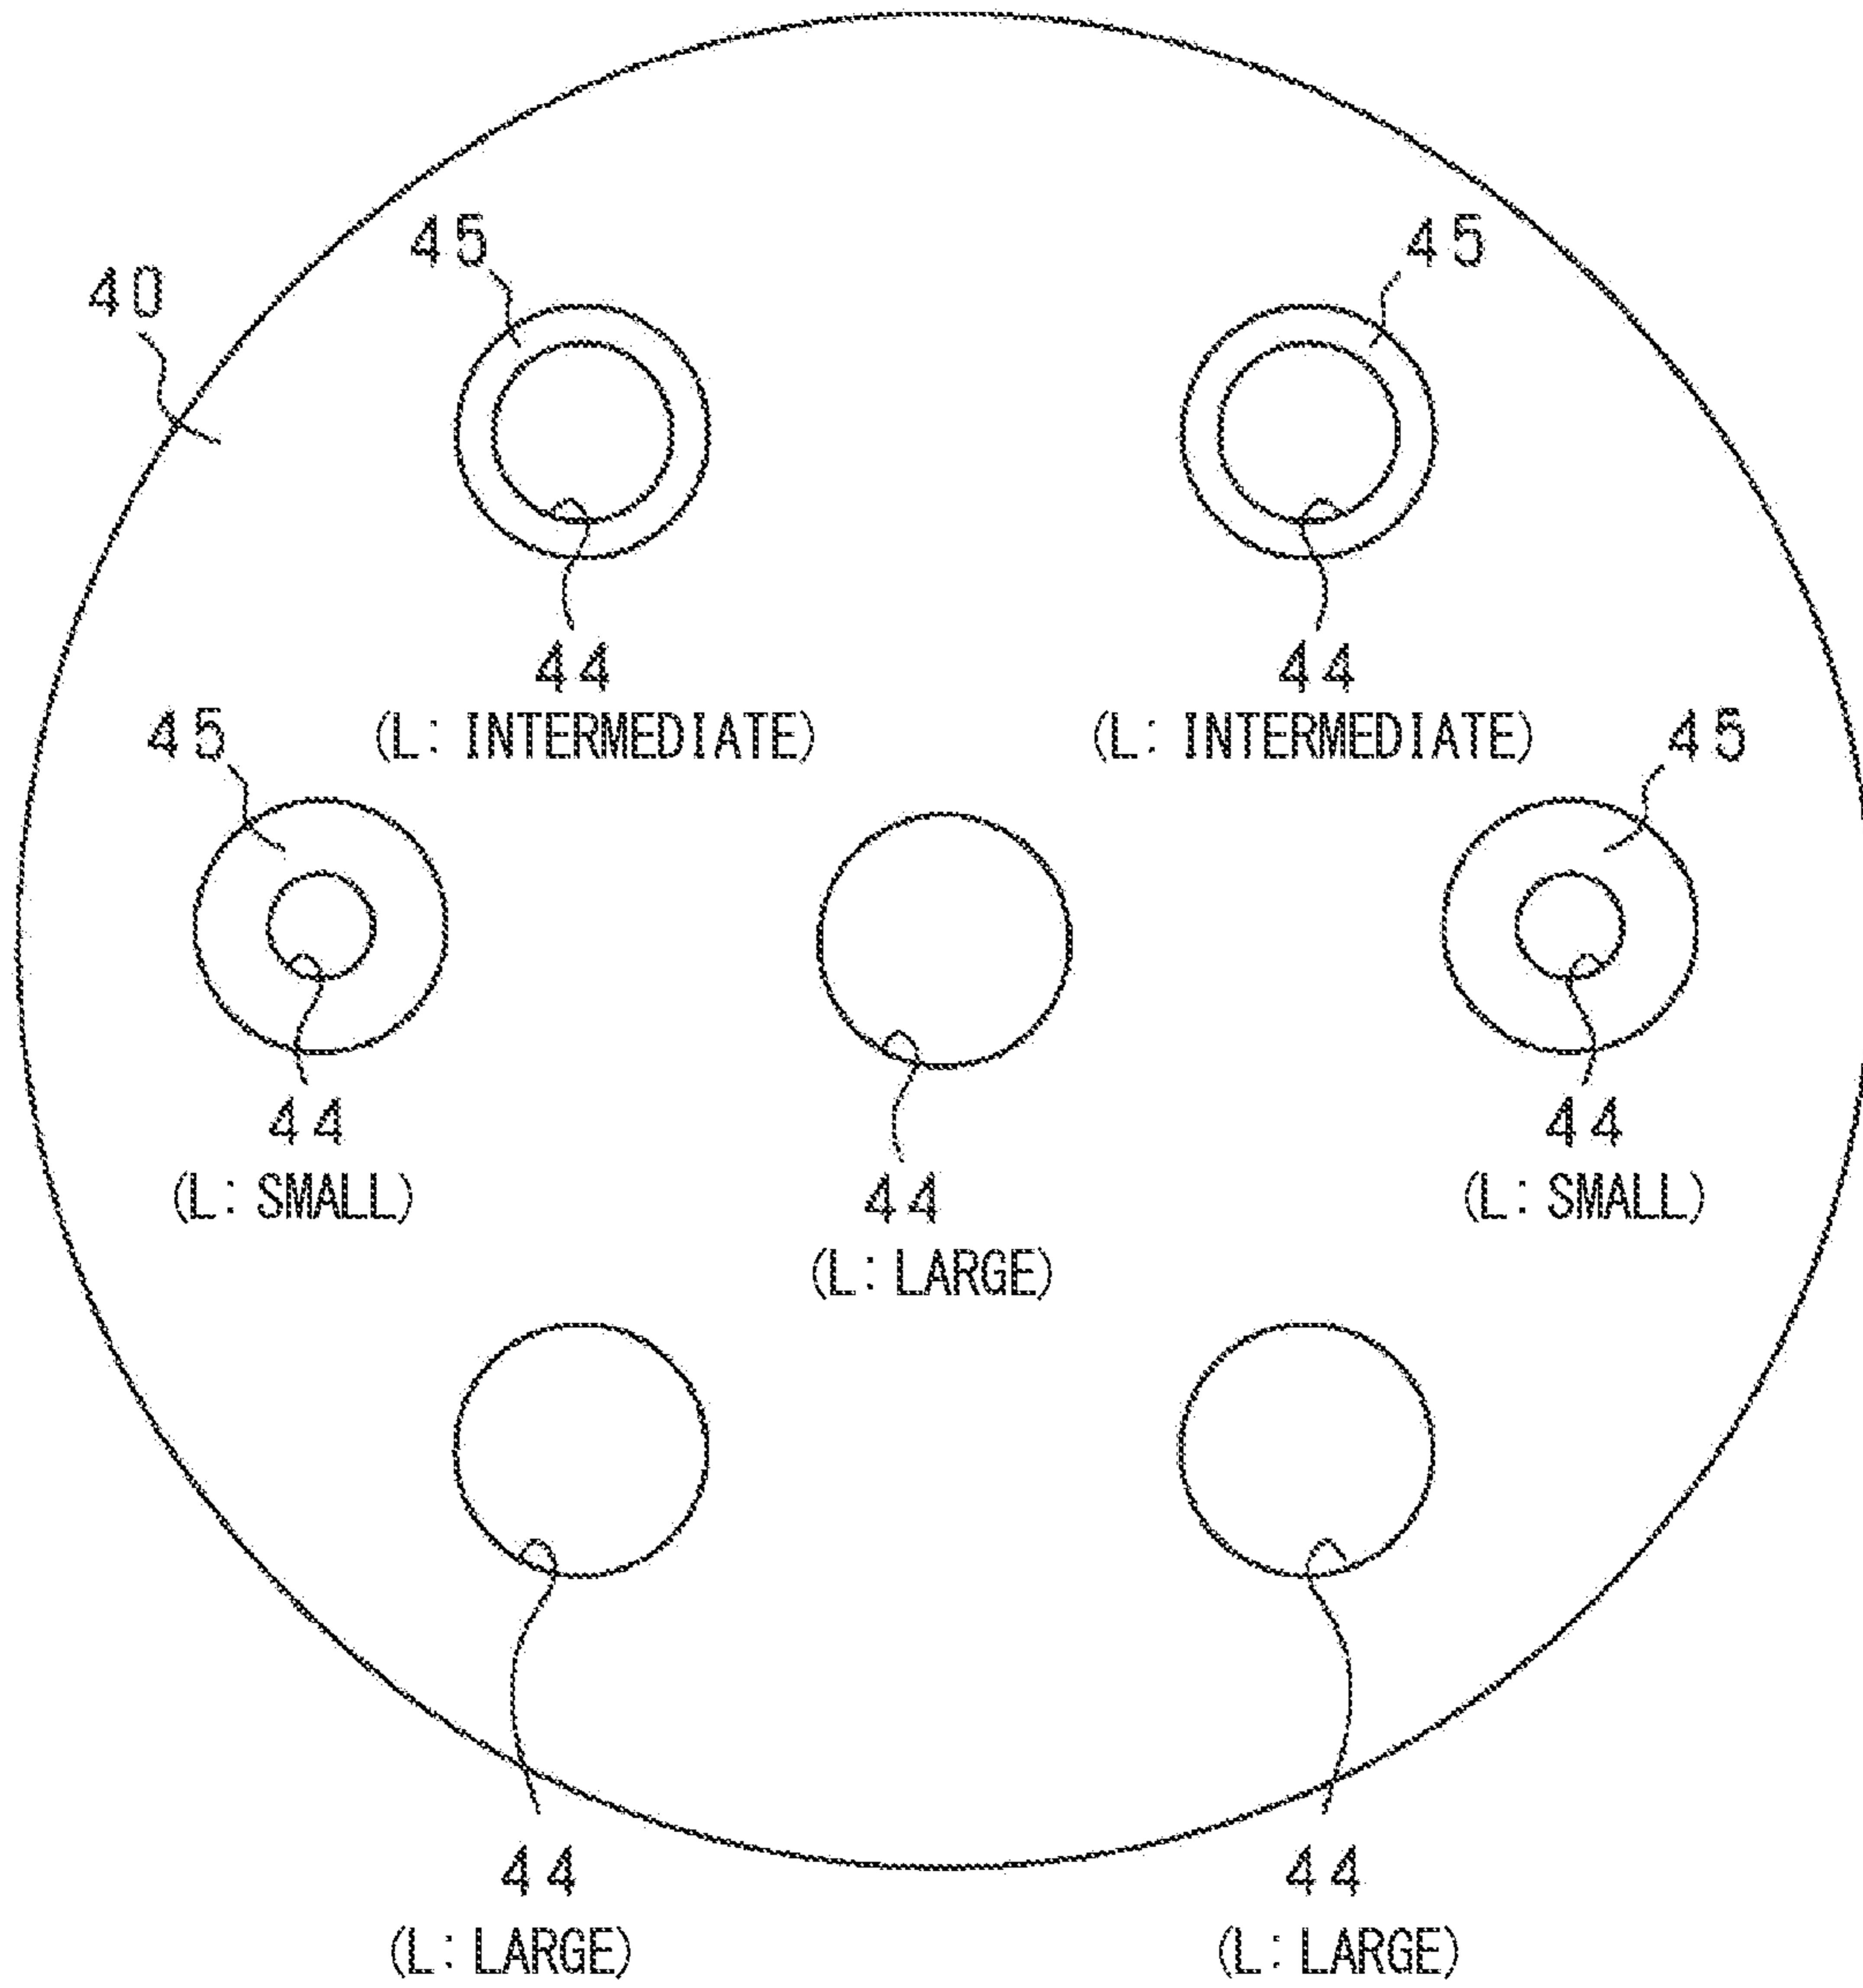 45 45
40
44 44
(L: INTERMEDIATE) (L: INTERMEDIATE)
45 45
44 44
(L: SMALL) (L: SMALL)
44
(L: LARGE)
44 44
(L: LARGE) (L: LARGE)